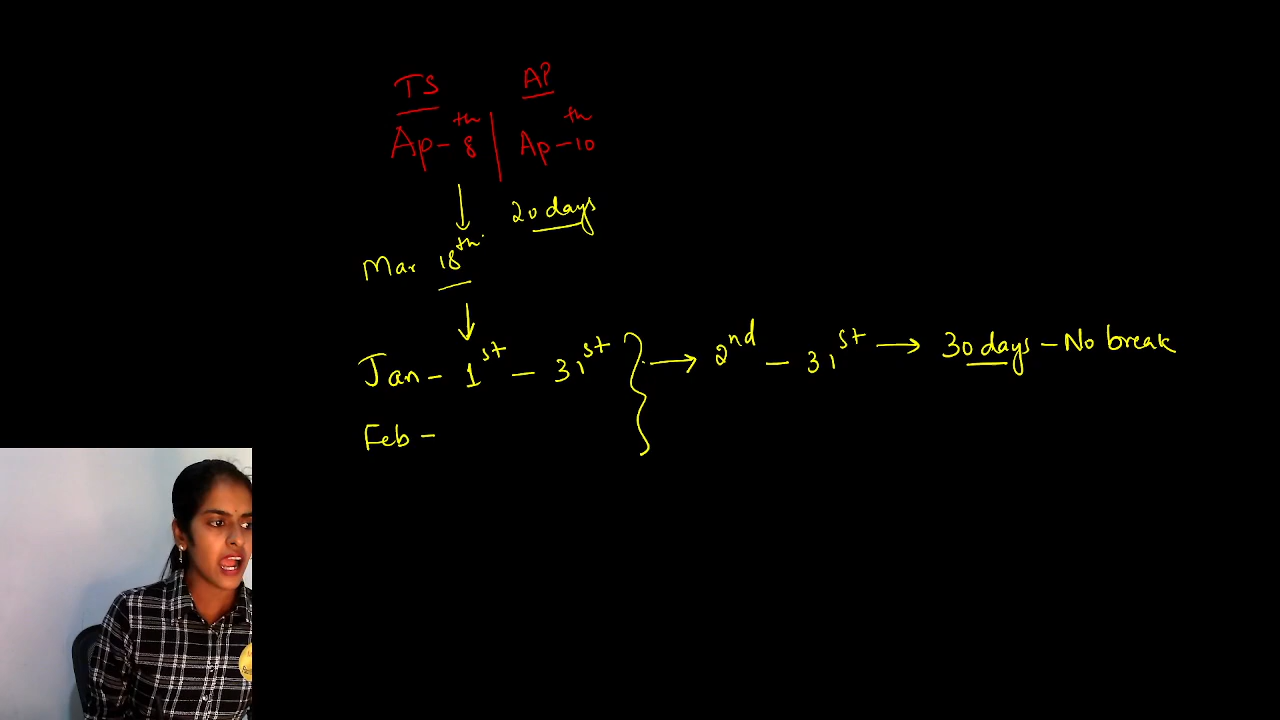 TS AP
Ap-8th | Ap-10th
20 days
Mar 18th
Jan - 1st - 31st } → 2nd - 31st → 30 days - No break
Feb -